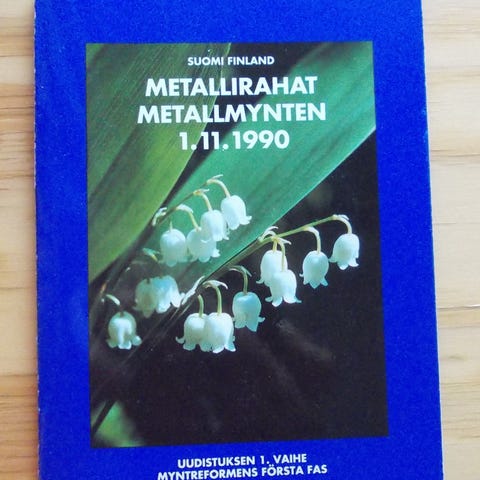 SUOMI FINLAND
METALLIRAHAT
METALLMYNTEN
1.11.1990
UUDISTUKSEN 1. VAIHE
MYNTREFORMENS FÖRSTA FAS